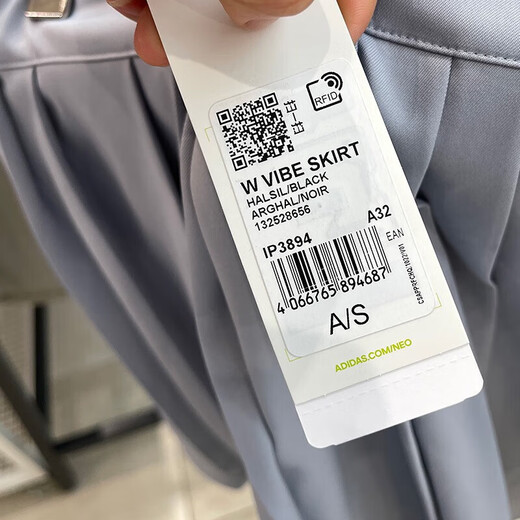 RFID
W VIBE SKIRT
HALSIL/BLACK
ARGHAL/NOIR
132528656
IP3894
A32
EAN
4 066765 894687
A/S
ADIDAS.COM/NEO